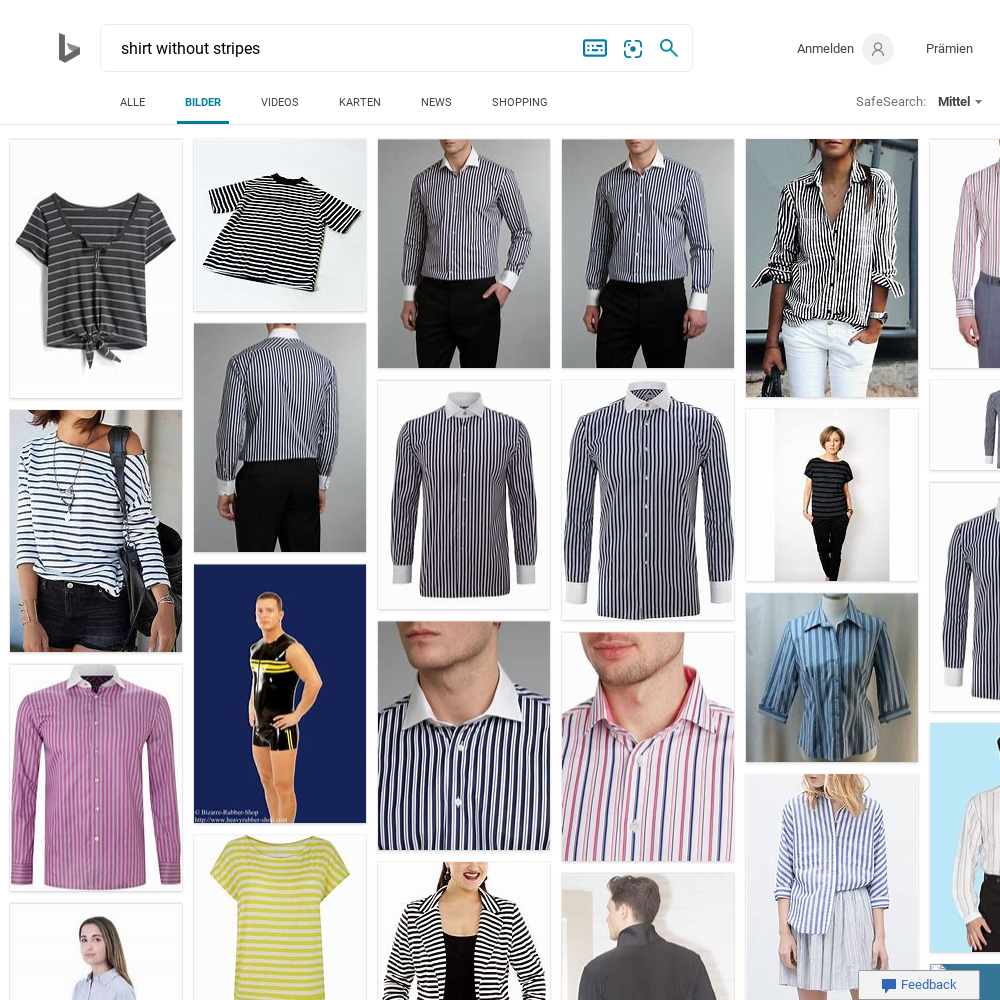 shirt without stripes
Anmelden
Prämien
ALLE
BILDER
VIDEOS
KARTEN
NEWS
SHOPPING
SafeSearch:
Mittel
© Bizarre-Rubber-Shop
http://www.heavyrubber-shop.com
Feedback